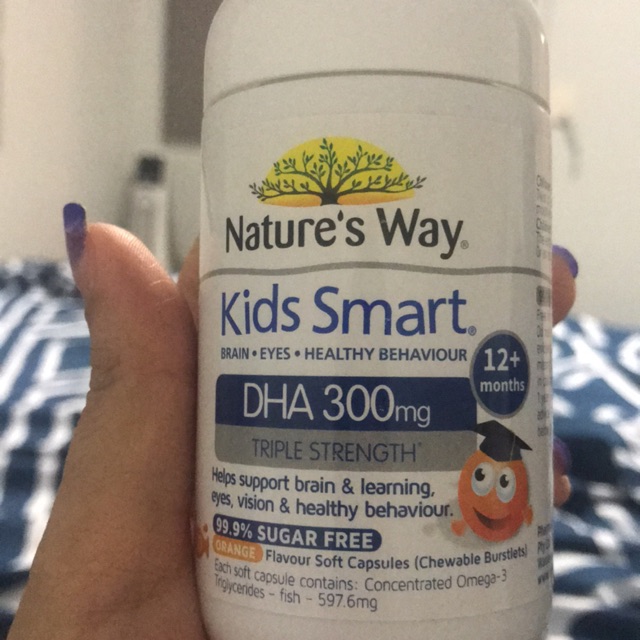 Nature's Way®
Kids Smart®
BRAIN • EYES • HEALTHY BEHAVIOUR
12+
months
DHA 300mg
TRIPLE STRENGTH*
Helps support brain & learning,
eyes, vision & healthy behaviour.
99.9% SUGAR FREE
ORANGE Flavour Soft Capsules (Chewable Burstlets)
Each soft capsule contains: Concentrated Omega-3
Triglycerides – fish – 597.6mg